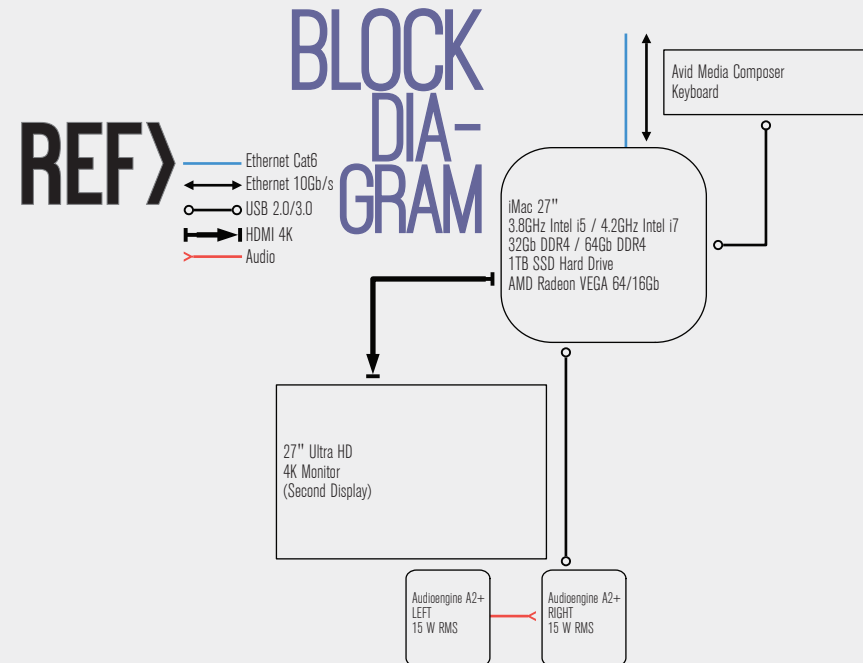 BLOCK
DIA-
GRAM
REF>
Ethernet Cat6
Ethernet 10Gb/s
USB 2.0/3.0
HDMI 4K
Audio
Avid Media Composer
Keyboard
iMac 27"
3.8GHz Intel i5 / 4.2GHz Intel i7
32Gb DDR4 / 64Gb DDR4
1TB SSD Hard Drive
AMD Radeon VEGA 64/16Gb
27" Ultra HD
4K Monitor
(Second Display)
Audioengine A2+
LEFT
15 W RMS
Audioengine A2+
RIGHT
15 W RMS